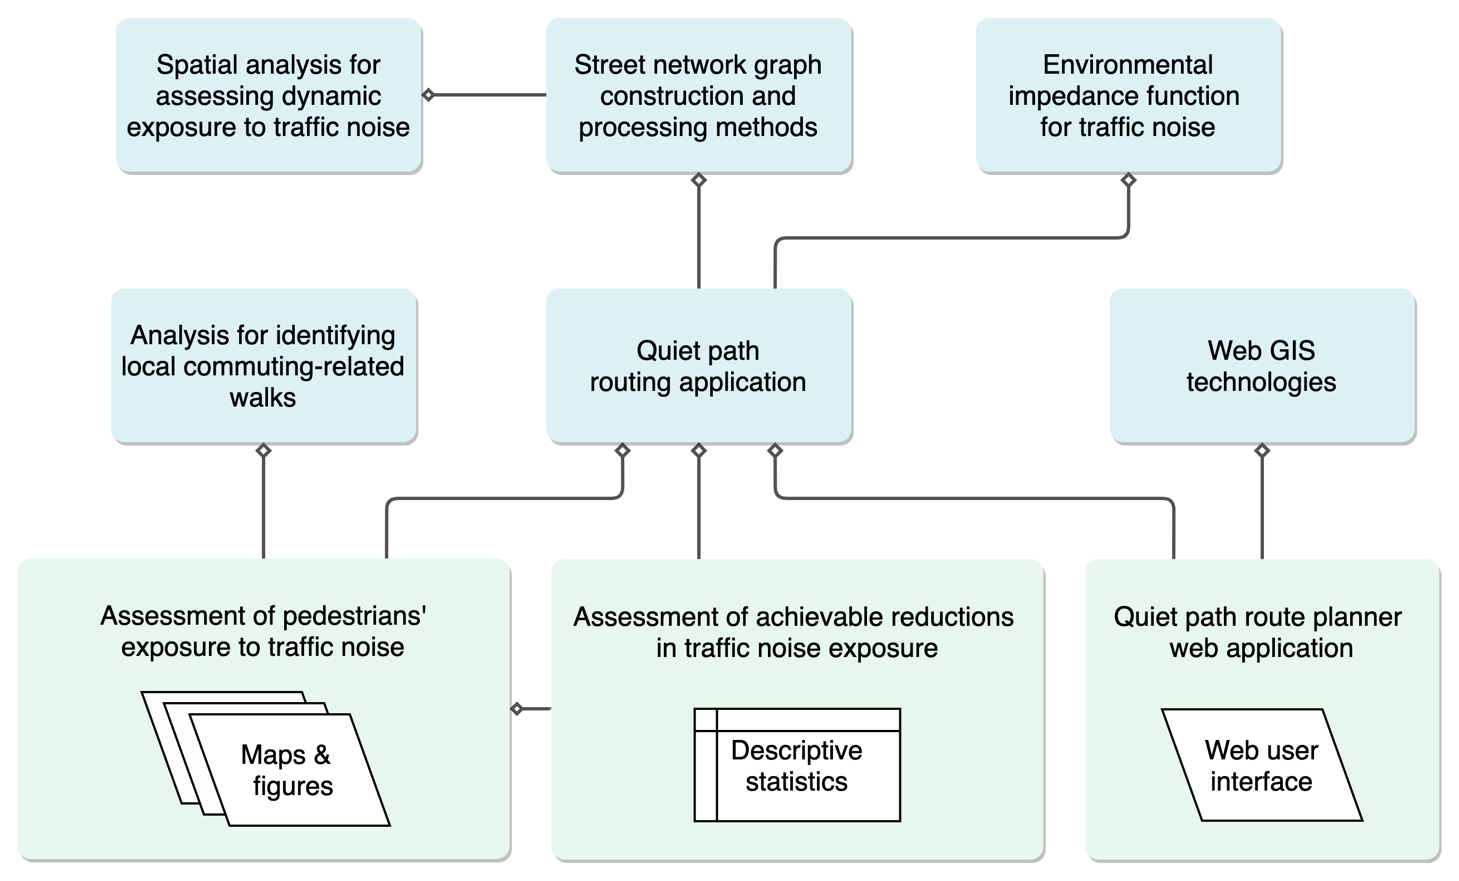 Spatial analysis for
assessing dynamic
exposure to traffic noise
Street network graph
construction and
processing methods
Environmental
impedance function
for traffic noise
Analysis for identifying
local commuting-related
walks
Quiet path
routing application
Web GIS
technologies
Assessment of pedestrians'
exposure to traffic noise
Maps &
figures
Assessment of achievable reductions
in traffic noise exposure
Descriptive
statistics
Quiet path route planner
web application
Web user
interface